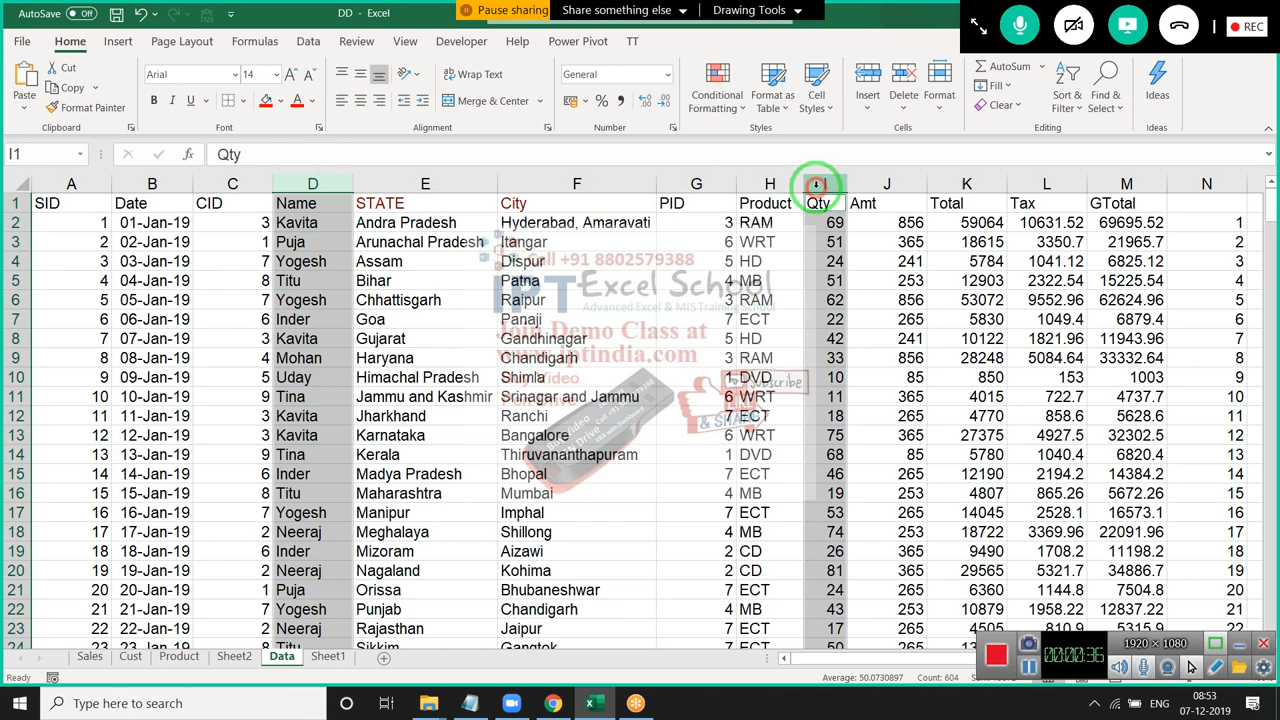 AutoSave Off
DD - Excel
Pause sharing
Share something else
Drawing Tools
REC
File Home Insert Page Layout Formulas Data Review View Developer Help Power Pivot TT
Paste Cut Copy Format Painter Clipboard
Arial 14 B I U A Font
Wrap Text Merge & Center Alignment
General % Number
Conditional Formatting Format as Table Cell Styles Styles
Insert Delete Format Cells
AutoSum Fill Clear Sort & Filter Find & Select Editing
Ideas Ideas
I1 fx Qty
A B C D E F G H I J K L M N
1 SID Date CID Name STATE City PID Product Qty Amt Total Tax GTotal
2 1 01-Jan-19 3 Kavita Andra Pradesh Hyderabad, Amaravati 3 RAM 69 856 59064 10631.52 69695.52 1
3 2 02-Jan-19 1 Puja Arunachal Pradesh Itangar 6 WRT 51 365 18615 3350.7 21965.7 2
4 3 03-Jan-19 7 Yogesh Assam Dispur 5 HD 24 241 5784 1041.12 6825.12 3
5 4 04-Jan-19 8 Titu Bihar Patna 4 MB 51 253 12903 2322.54 15225.54 4
6 5 05-Jan-19 7 Yogesh Chhattisgarh Raipur 3 RAM 62 856 53072 9552.96 62624.96 5
7 6 06-Jan-19 6 Inder Goa Panaji 7 ECT 22 265 5830 1049.4 6879.4 6
8 7 07-Jan-19 3 Kavita Gujarat Gandhinagar 5 HD 42 241 10122 1821.96 11943.96 7
9 8 08-Jan-19 4 Mohan Haryana Chandigarh 3 RAM 33 856 28248 5084.64 33332.64 8
10 9 09-Jan-19 5 Uday Himachal Pradesh Shimla 1 DVD 10 85 850 153 1003 9
11 10 10-Jan-19 9 Tina Jammu and Kashmir Srinagar and Jammu 6 WRT 11 365 4015 722.7 4737.7 10
12 11 11-Jan-19 3 Kavita Jharkhand Ranchi 7 ECT 18 265 4770 858.6 5628.6 11
13 12 12-Jan-19 3 Kavita Karnataka Bangalore 6 WRT 75 365 27375 4927.5 32302.5 12
14 13 13-Jan-19 9 Tina Kerala Thiruvananthapuram 1 DVD 68 85 5780 1040.4 6820.4 13
15 14 14-Jan-19 6 Inder Madya Pradesh Bhopal 7 ECT 46 265 12190 2194.2 14384.2 14
16 15 15-Jan-19 8 Titu Maharashtra Mumbai 4 MB 19 253 4807 865.26 5672.26 15
17 16 16-Jan-19 7 Yogesh Manipur Imphal 7 ECT 53 265 14045 2528.1 16573.1 16
18 17 17-Jan-19 2 Neeraj Meghalaya Shillong 4 MB 74 253 18722 3369.96 22091.96 17
19 18 18-Jan-19 6 Inder Mizoram Aizawi 2 CD 26 365 9490 1708.2 11198.2 18
20 19 19-Jan-19 2 Neeraj Nagaland Kohima 2 CD 81 365 29565 5321.7 34886.7 19
21 20 20-Jan-19 1 Puja Orissa Bhubaneshwar 7 ECT 24 265 6360 1144.8 7504.8 20
22 21 21-Jan-19 7 Yogesh Punjab Chandigarh 4 MB 43 253 10879 1958.22 12837.22 21
23 22 22-Jan-19 2 Neeraj Rajasthan Jaipur 7 ECT 17 265 4505 810.9 5315.9 22
24 Titu Sikkim Gangtok
Call +91 8802579388
IPT Excel School
Advanced Excel & MIS Training School
Join Demo Class at
www.iptindia.com
Subscribe
LIKE
& SHARE
Sales Cust Product Sheet2 Data Sheet1
1920 × 1080
00:00:36
Ready
Average: 50.0730897 Count: 604
Type here to search
ENG 08:53
07-12-2019